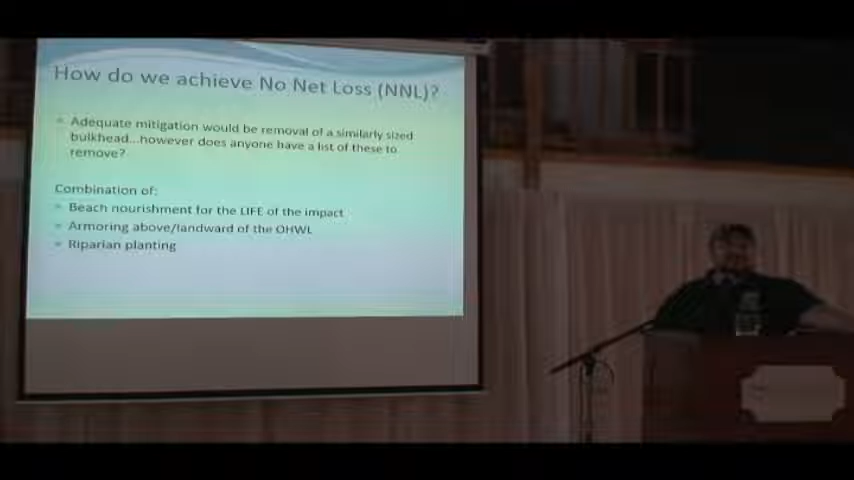 How do we achieve No Net Loss (NNL)?
Adequate mitigation would be removal of a similarly sized
bulkhead...however does anyone have a list of these to
remove?
Combination of:
Beach nourishment for the LIFE of the impact
Armoring above/landward of the OHWL
Riparian planting